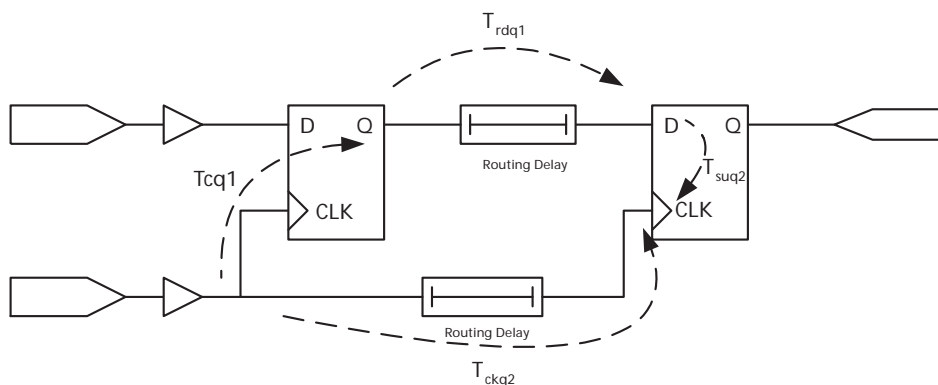 T_rdq1
D Q D Q
Routing Delay
Tcq1
T_suq2
CLK CLK
Routing Delay
T_ckq2